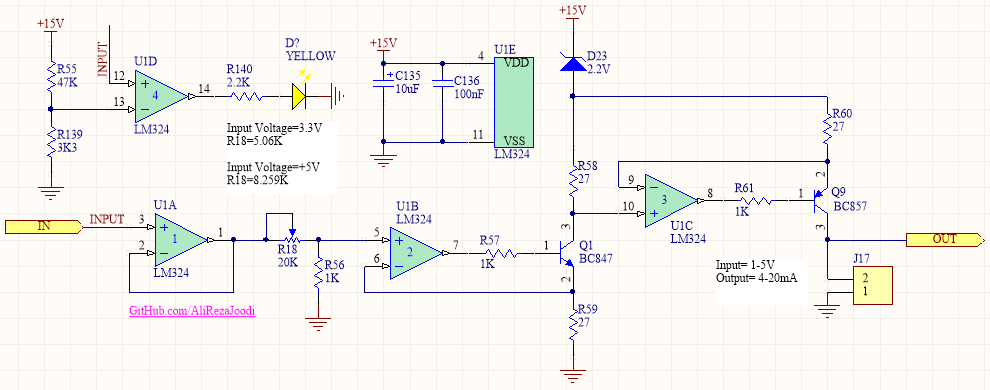 +15V
R55
47K
INPUT
U1D
12
13
4
14
LM324
R139
3K3
R140
2.2K
D?
YELLOW
Input Voltage=3.3V
R18=5.06K
Input Voltage=+5V
R18=8.259K
+15V
C135
10uF
C136
100nF
U1E
4
VDD
11
VSS
LM324
+15V
D23
2.2V
R60
27
R58
27
9
10
3
8
U1C
LM324
R61
1K
1
2
3
Q9
BC857
OUT
J17
2
1
Input= 1-5V
Output= 4-20mA
IN
INPUT
U1A
3
2
1
1
LM324
R18
20K
R56
1K
U1B
LM324
5
6
2
7
R57
1K
1
3
2
Q1
BC847
R59
27
GitHub.com/AliRezaJoodi